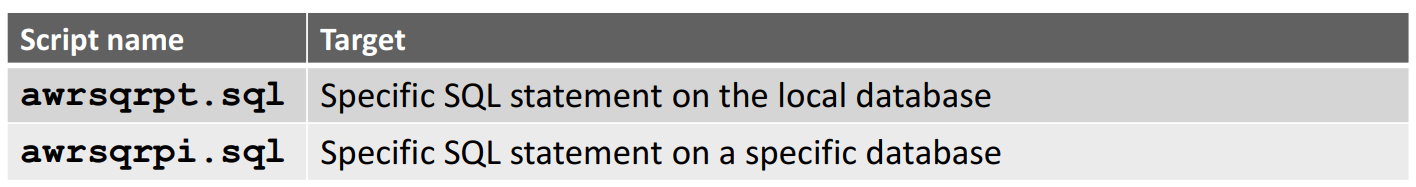 Script name Target
awrsqrpt.sql Specific SQL statement on the local database
awrsqrpi.sql Specific SQL statement on a specific database